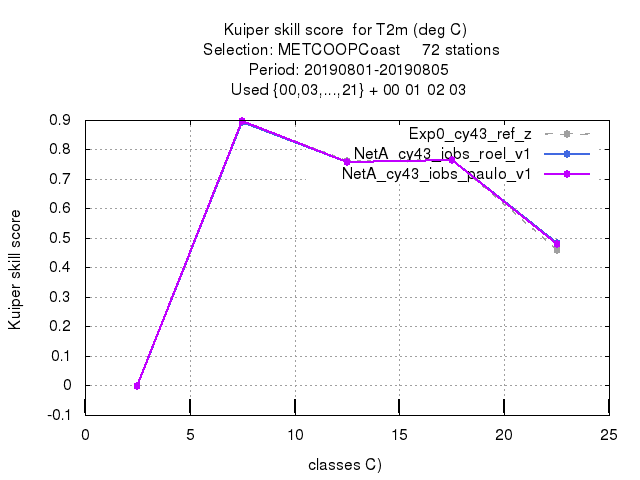 Kuiper skill score  for T2m (deg C)
Selection: METCOOPCoast     72 stations
Period: 20190801-20190805
Used {00,03,...,21} + 00 01 02 03
Exp0_cy43_ref_z
NetA_cy43_iobs_roel_v1
NetA_cy43_iobs_paulo_v1
0.9
0.8
0.7
0.6
0.5
0.4
0.3
0.2
0.1
0
-0.1
Kuiper skill score
0 5 10 15 20 25
classes C)